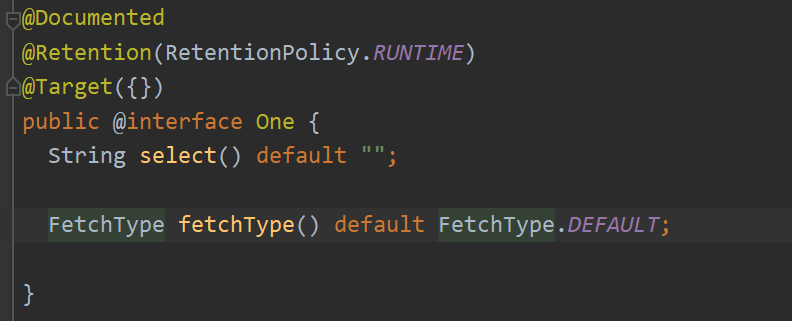 @Documented
@Retention(RetentionPolicy.RUNTIME)
@Target({})
public @interface One {
  String select() default "";
  FetchType fetchType() default FetchType.DEFAULT;
}